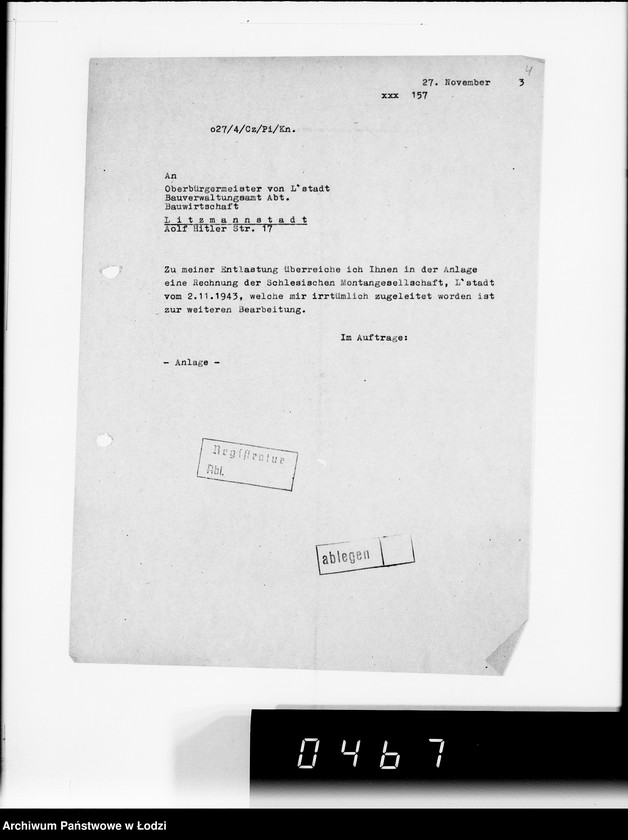 4
27. November 3
xxx 157
o27/4/Cz/Pi/Kn.
An
Oberbürgermeister von L'stadt
Bauverwaltungsamt Abt.
Bauwirtschaft
L i t z m a n n s t a d t
Aolf Hitler Str. 17
Zu meiner Entlastung überreiche ich Ihnen in der Anlage
eine Rechnung der Schlesischen Montangesellschaft, L'stadt
vom 2.11.1943, welche mir irrtümlich zugeleitet worden ist
zur weiteren Bearbeitung.
Im Auftrage:
- Anlage -
Registratur
Abt.
ablegen
0467
Archiwum Państwowe w Łodzi